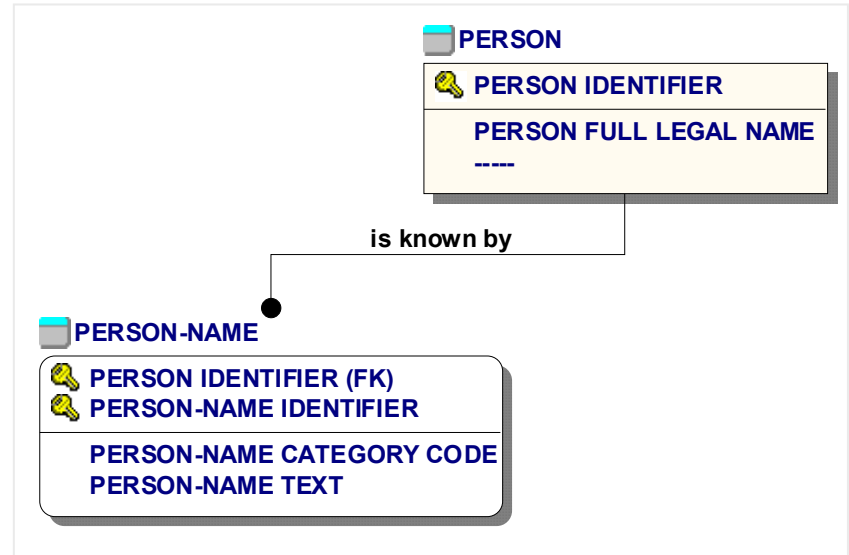 PERSON
PERSON IDENTIFIER
PERSON FULL LEGAL NAME
-----
is known by
PERSON-NAME
PERSON IDENTIFIER (FK)
PERSON-NAME IDENTIFIER
PERSON-NAME CATEGORY CODE
PERSON-NAME TEXT